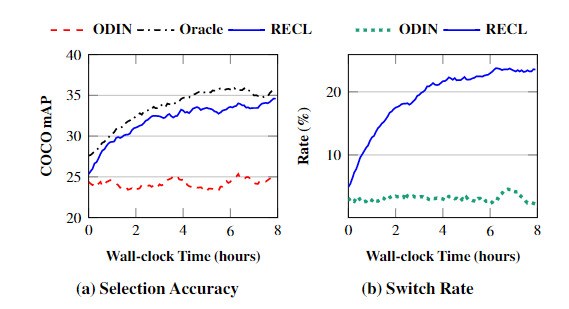 ODIN Oracle RECL
COCO mAP
40
35
30
25
20
0 2 4 6 8
Wall-clock Time (hours)
(a) Selection Accuracy
ODIN RECL
Rate (%)
20
10
0 2 4 6 8
Wall-clock Time (hours)
(b) Switch Rate